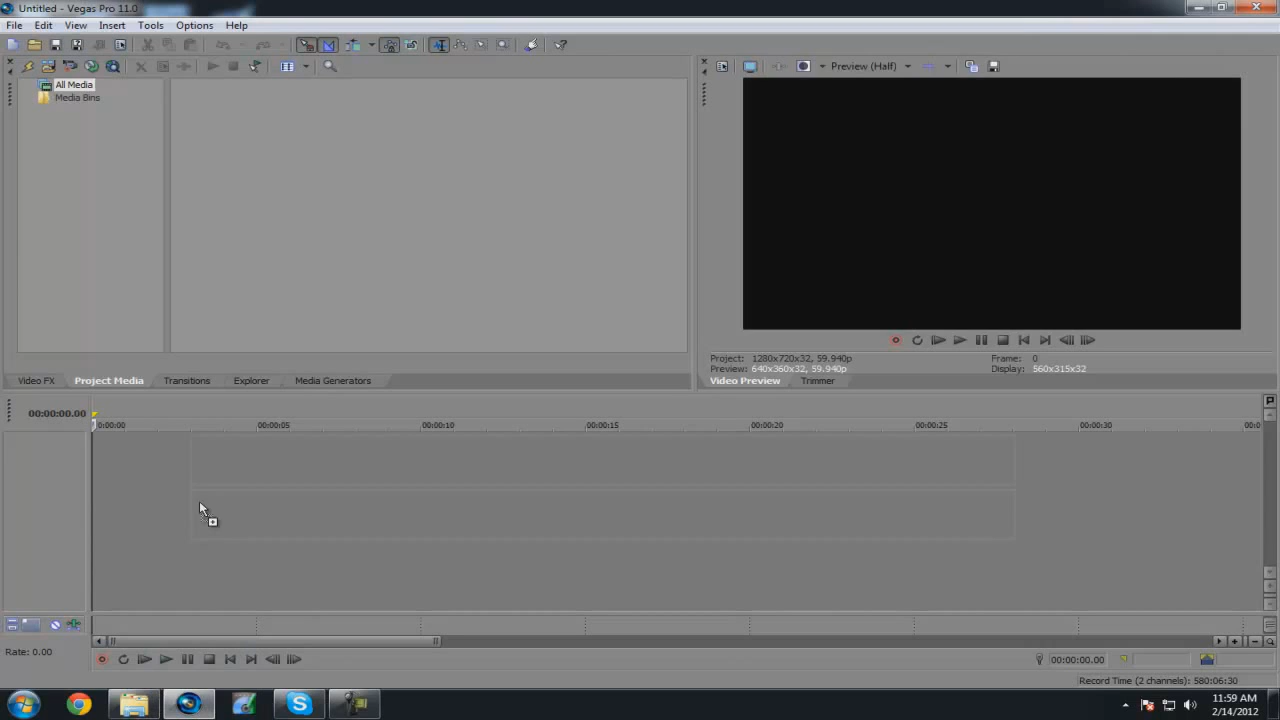 Untitled - Vegas Pro 11.0
File Edit View Insert Tools Options Help
Preview (Half)
All Media
Media Bins
Project: 1280x720x32, 59.940p
Frame: 0
Preview: 640x360x32, 59.940p
Display: 560x315x32
Video FX Project Media Transitions Explorer Media Generators
Video Preview Trimmer
00:00:00.00
0:00:00 00:00:05 00:00:10 00:00:15 00:00:20 00:00:25 00:00:30 00:0
Rate: 0.00
00:00:00.00
Record Time (2 channels): 580:06:30
11:59 AM
2/14/2012